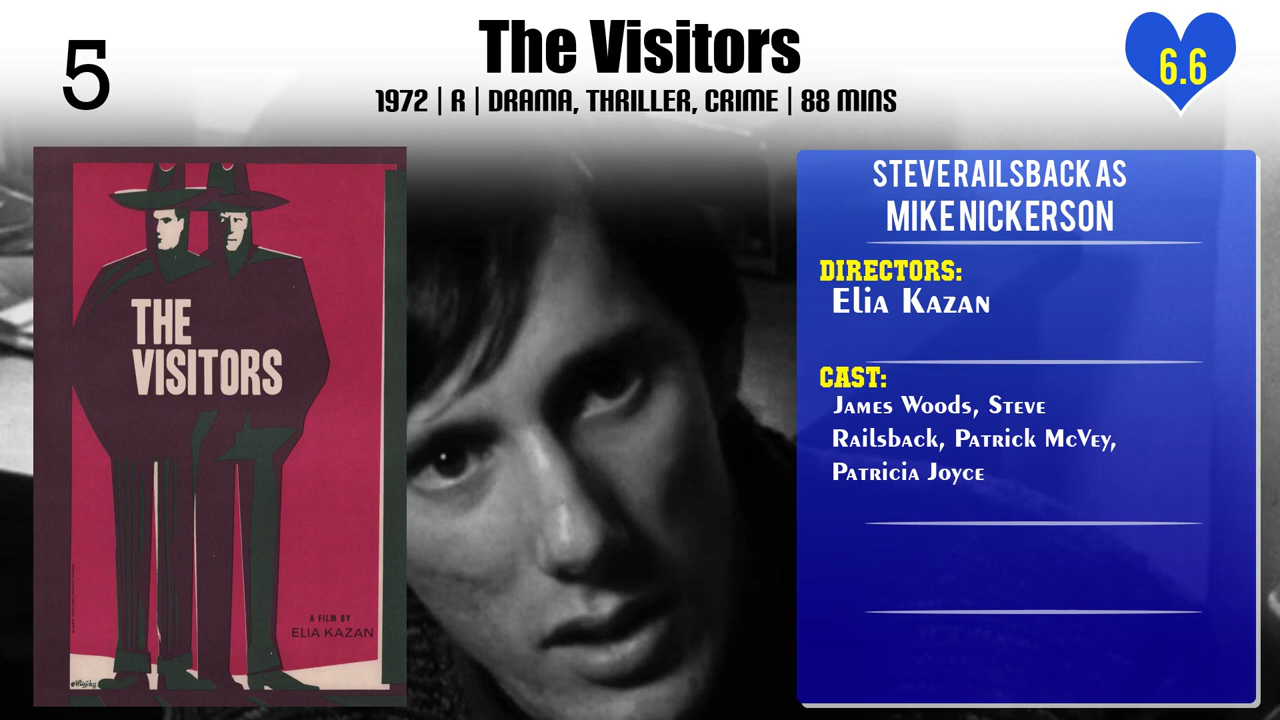 5
The Visitors
6.6
1972 | R | DRAMA, THRILLER, CRIME | 88 MINS
THE
VISITORS
A FILM BY
ELIA KAZAN
STEVE RAILSBACK AS
MIKE NICKERSON
DIRECTORS:
Elia Kazan
CAST:
James Woods, Steve
Railsback, Patrick McVey,
Patricia Joyce